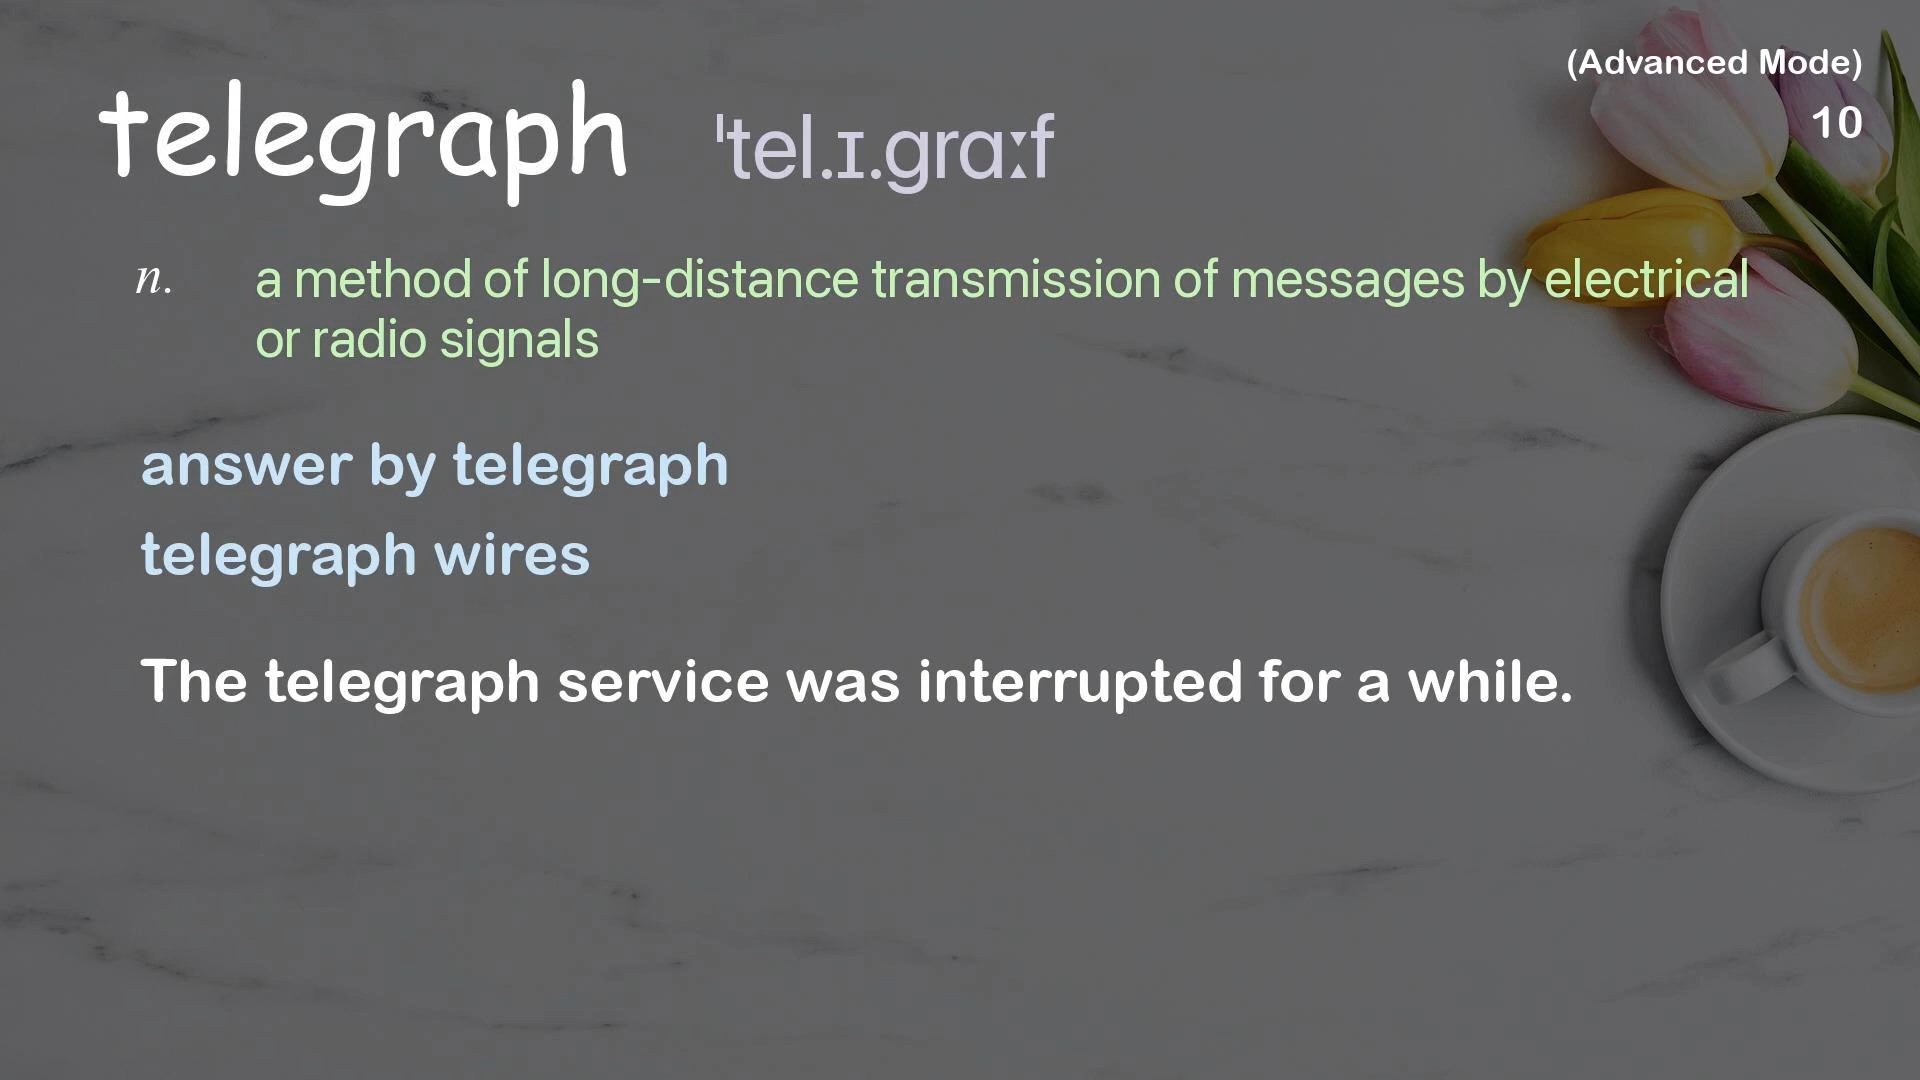 (Advanced Mode)
10
telegraph ˈtel.ɪ.grɑːf
n. a method of long-distance transmission of messages by electrical
or radio signals
answer by telegraph
telegraph wires
The telegraph service was interrupted for a while.